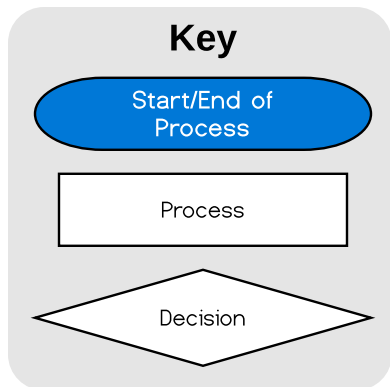 Key
Start/End of
Process
Process
Decision